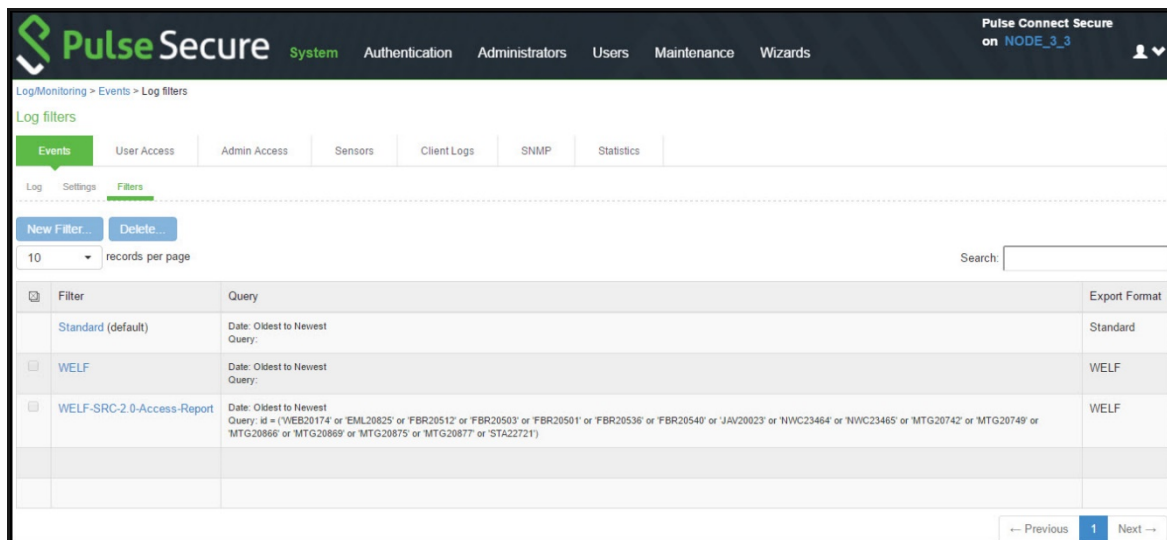 Pulse Secure
System Authentication Administrators Users Maintenance Wizards
Pulse Connect Secure
on NODE_3_3
Log/Monitoring > Events > Log filters
Log filters
Events User Access Admin Access Sensors Client Logs SNMP Statistics
Log Settings Filters
New Filter... Delete...
10 records per page
Search:
Filter Query Export Format
Standard (default) Date: Oldest to Newest Standard
Query:
WELF Date: Oldest to Newest WELF
Query:
WELF-SRC-2.0-Access-Report Date: Oldest to Newest WELF
Query: id = ('WEB20174' or 'EML20825' or 'FBR20512' or 'FBR20503' or 'FBR20501' or 'FBR20536' or 'FBR20540' or 'JAV20023' or 'NWC23464' or 'NWC23465' or 'MTG20742' or 'MTG20749' or
'MTG20866' or 'MTG20869' or 'MTG20875' or 'MTG20877' or 'STA22721')
← Previous 1 Next →